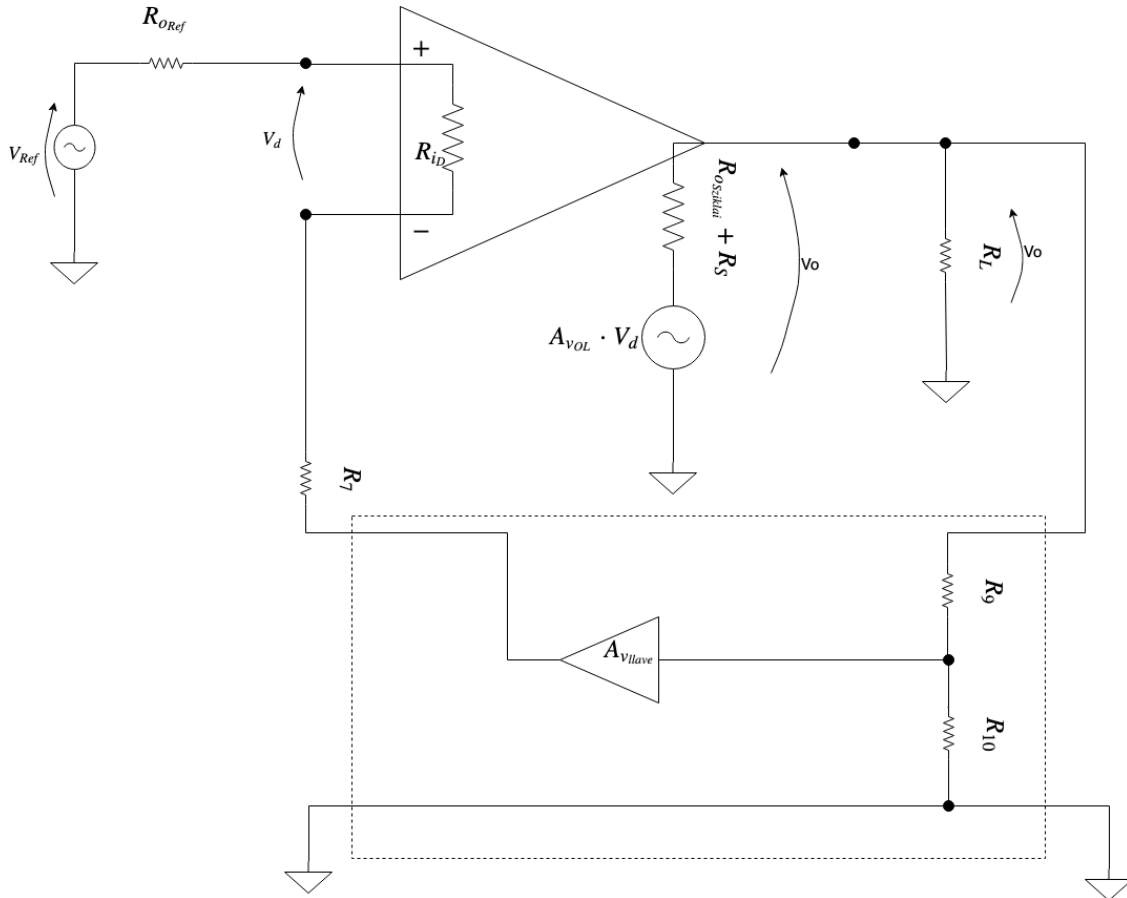 R_{o_{Ref}}
+
V_{Ref}
V_d
R_{i_D}
−
R_{o_{Sziklai}} + R_S
Vo
R_L
Vo
A_{v_{OL}} · V_d
R_7
R_9
A_{v_{llave}}
R_{10}